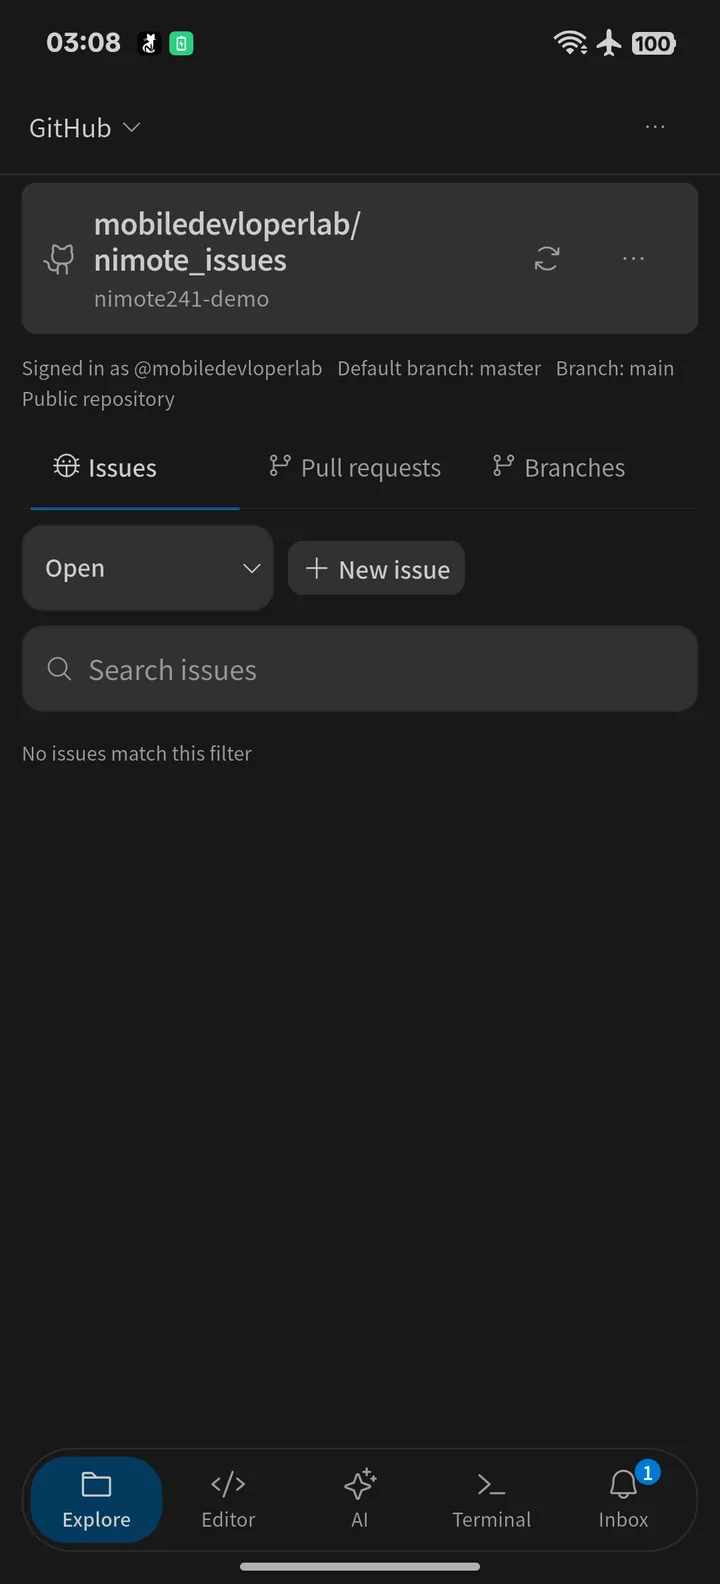 03:08
100
GitHub
mobiledevloperlab/
nimote_issues
nimote241-demo
Signed in as @mobiledevloperlab Default branch: master Branch: main
Public repository
Issues Pull requests Branches
Open New issue
Search issues
No issues match this filter
1
Explore Editor AI Terminal Inbox